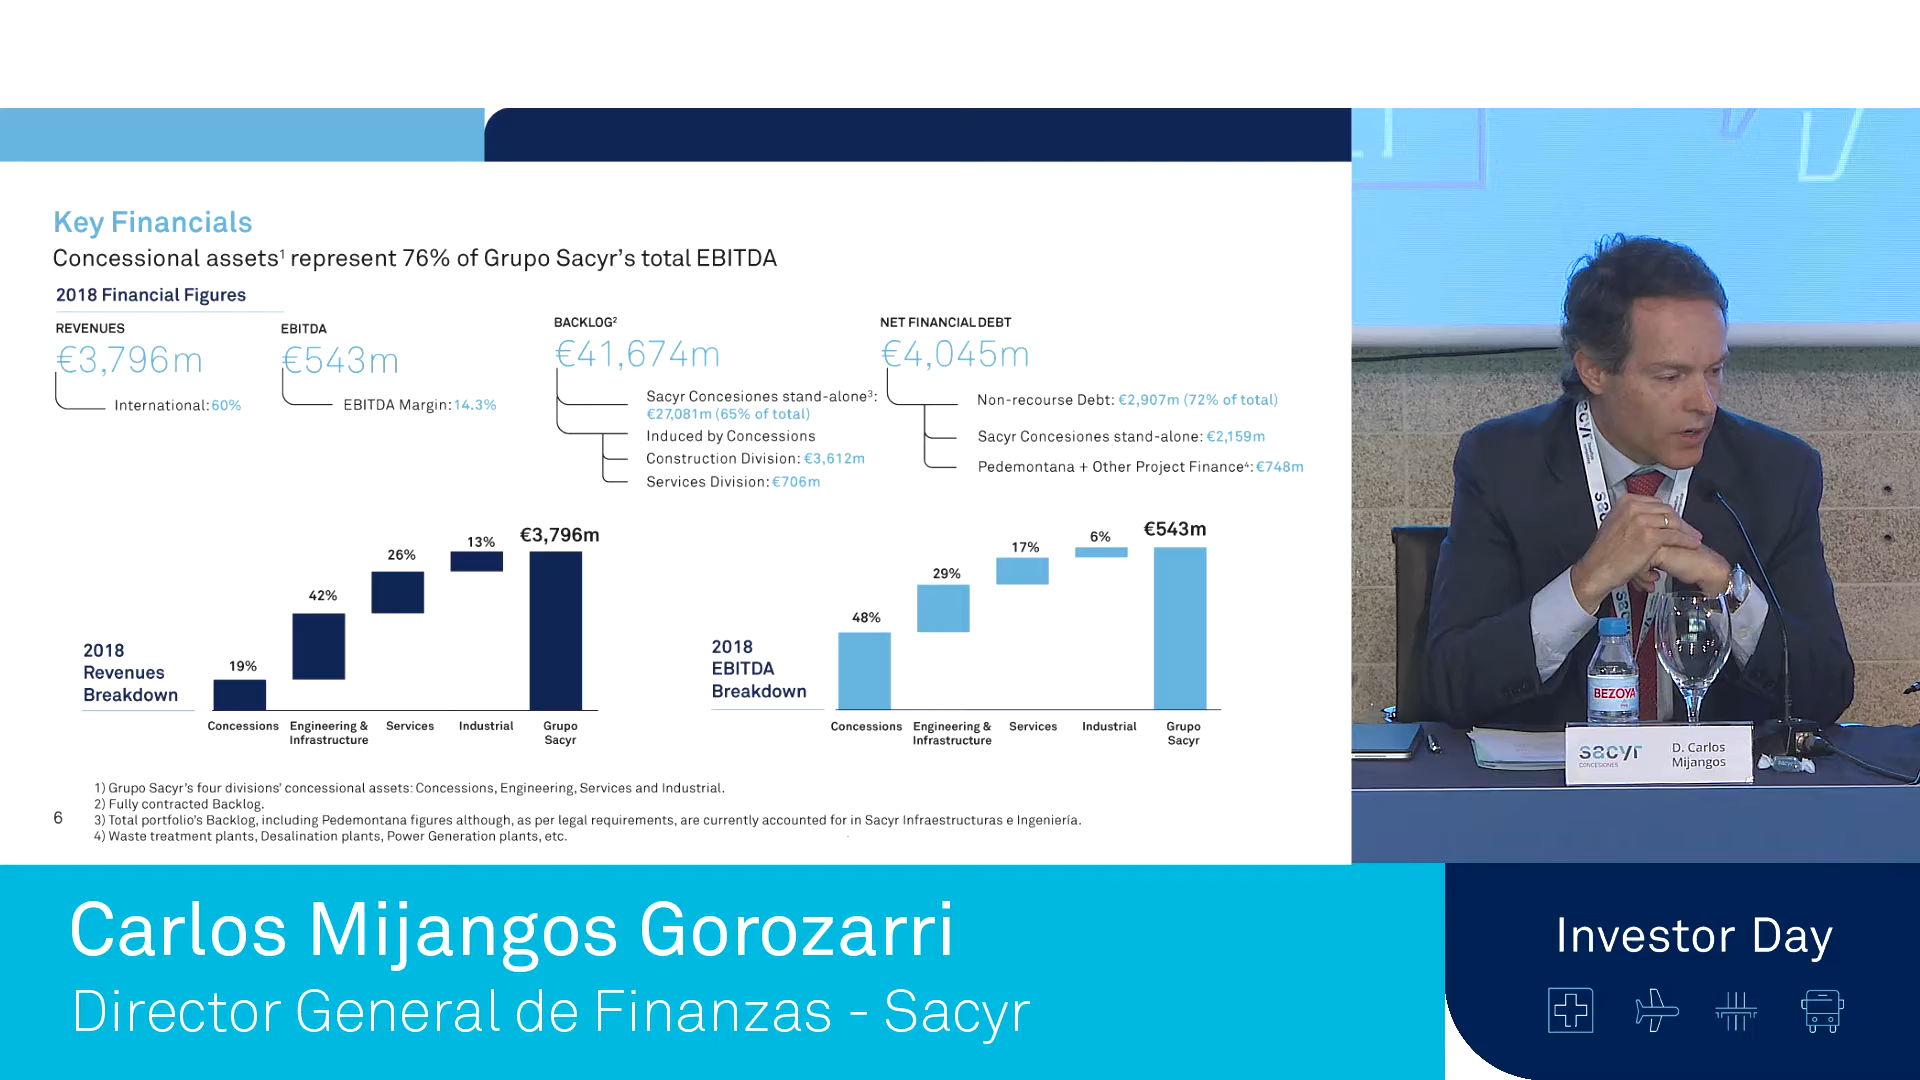 Key Financials
Concessional assets¹ represent 76% of Grupo Sacyr's total EBITDA
2018 Financial Figures
REVENUES
€3,796m
International: 60%
EBITDA
€543m
EBITDA Margin: 14.3%
BACKLOG²
€41,674m
Sacyr Concesiones stand-alone³:
€27,081m (65% of total)
Induced by Concessions
Construction Division: €3,612m
Services Division: €706m
NET FINANCIAL DEBT
€4,045m
Non-recourse Debt: €2,907m (72% of total)
Sacyr Concesiones stand-alone: €2,159m
Pedemontana + Other Project Finance⁴: €748m
2018
Revenues
Breakdown
19%
42%
26%
13%
€3,796m
Concessions
Engineering &
Infrastructure
Services
Industrial
Grupo
Sacyr
2018
EBITDA
Breakdown
48%
29%
17%
6%
€543m
Concessions
Engineering &
Infrastructure
Services
Industrial
Grupo
Sacyr
1) Grupo Sacyr's four divisions' concessional assets: Concessions, Engineering, Services and Industrial.
2) Fully contracted Backlog.
3) Total portfolio's Backlog, including Pedemontana figures although, as per legal requirements, are currently accounted for in Sacyr Infraestructuras e Ingeniería.
4) Waste treatment plants, Desalination plants, Power Generation plants, etc.
6
BEZOYA
sacyr
CONCESIONES
D. Carlos
Mijangos
Carlos Mijangos Gorozarri
Director General de Finanzas - Sacyr
Investor Day